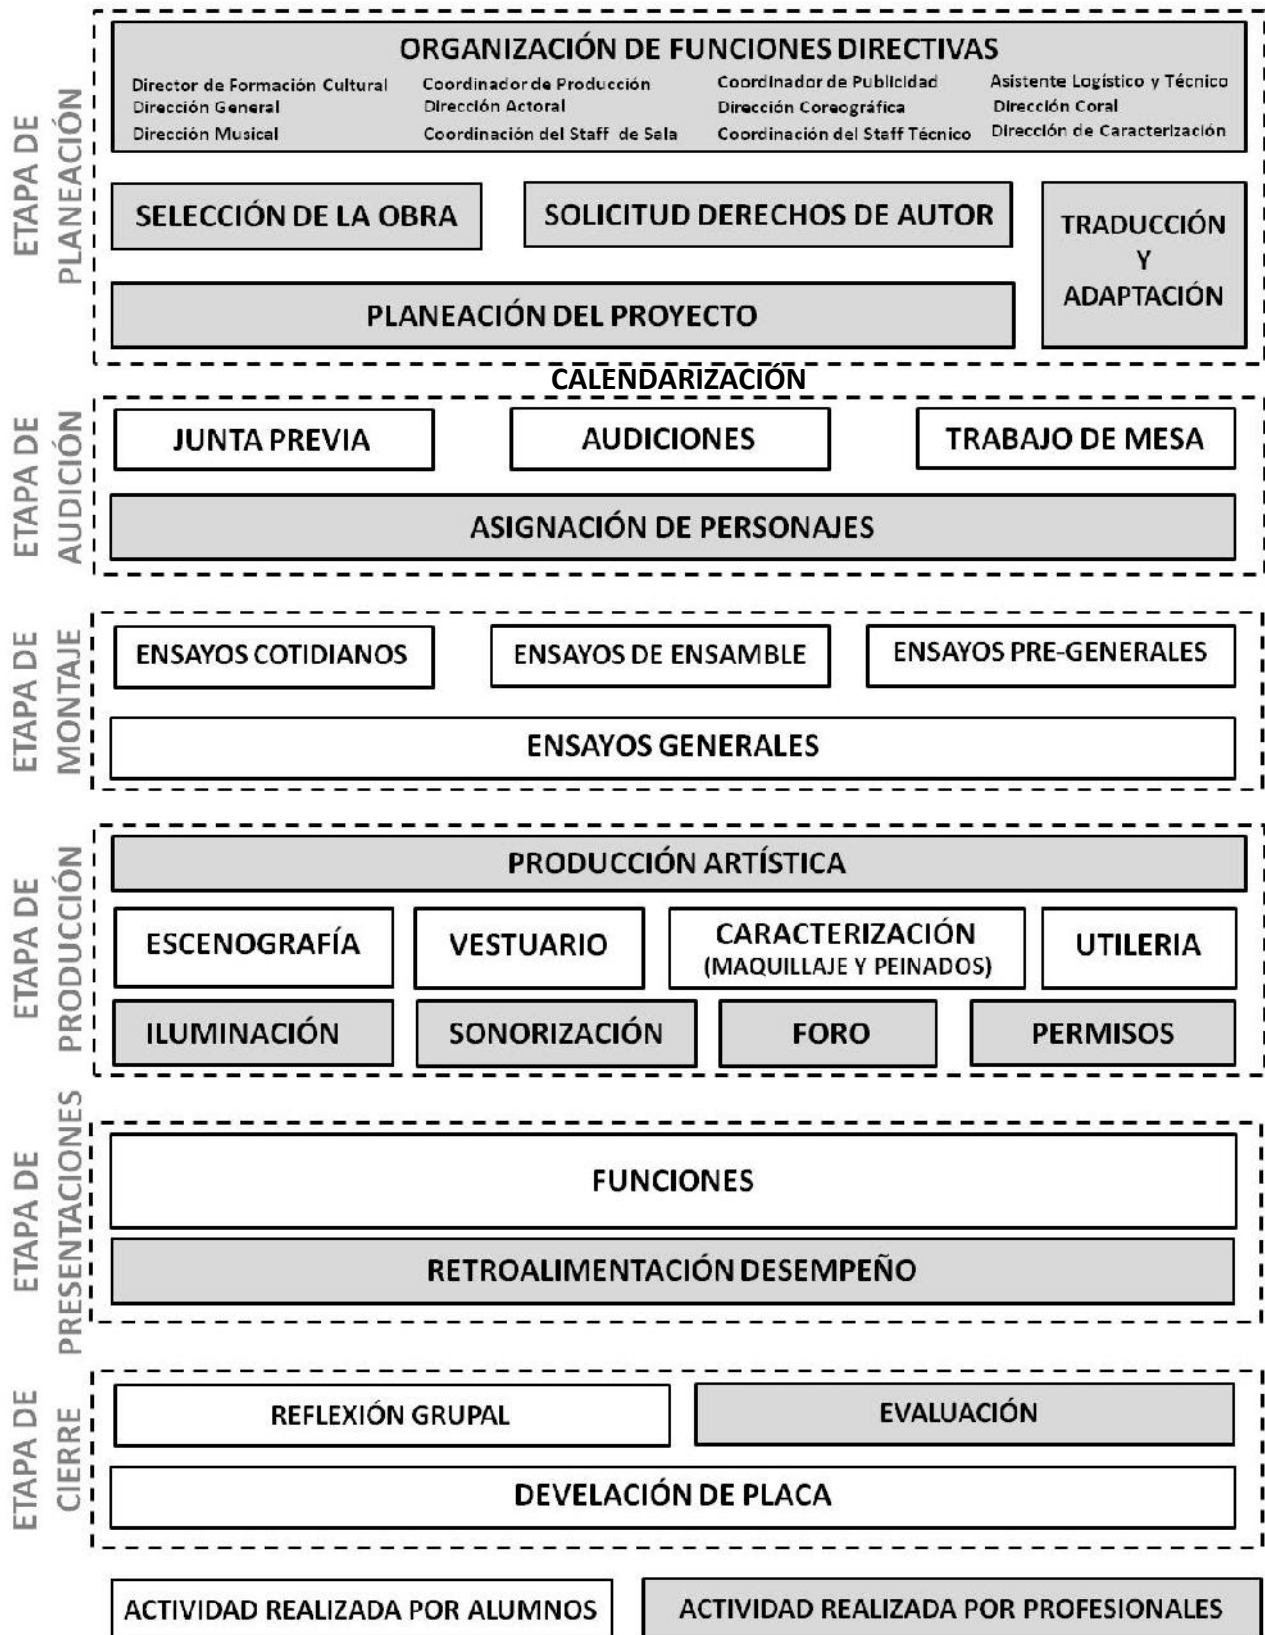 ETAPA DE
PLANEACIÓN
ORGANIZACIÓN DE FUNCIONES DIRECTIVAS
Director de Formación Cultural
Dirección General
Dirección Musical
Coordinador de Producción
Dirección Actoral
Coordinación del Staff de Sala
Coordinador de Publicidad
Dirección Coreográfica
Coordinación del Staff Técnico
Asistente Logístico y Técnico
Dirección Coral
Dirección de Caracterización
SELECCIÓN DE LA OBRA
SOLICITUD DERECHOS DE AUTOR
TRADUCCIÓN
Y
ADAPTACIÓN
PLANEACIÓN DEL PROYECTO
CALENDARIZACIÓN
ETAPA DE
AUDICIÓN
JUNTA PREVIA
AUDICIONES
TRABAJO DE MESA
ASIGNACIÓN DE PERSONAJES
ETAPA DE
MONTAJE
ENSAYOS COTIDIANOS
ENSAYOS DE ENSAMBLE
ENSAYOS PRE-GENERALES
ENSAYOS GENERALES
ETAPA DE
PRODUCCIÓN
PRODUCCIÓN ARTÍSTICA
ESCENOGRAFÍA
VESTUARIO
CARACTERIZACIÓN
(MAQUILLAJE Y PEINADOS)
UTILERIA
ILUMINACIÓN
SONORIZACIÓN
FORO
PERMISOS
ETAPA DE
PRESENTACIONES
FUNCIONES
RETROALIMENTACIÓN DESEMPEÑO
ETAPA DE
CIERRE
REFLEXIÓN GRUPAL
EVALUACIÓN
DEVELACIÓN DE PLACA
ACTIVIDAD REALIZADA POR ALUMNOS
ACTIVIDAD REALIZADA POR PROFESIONALES